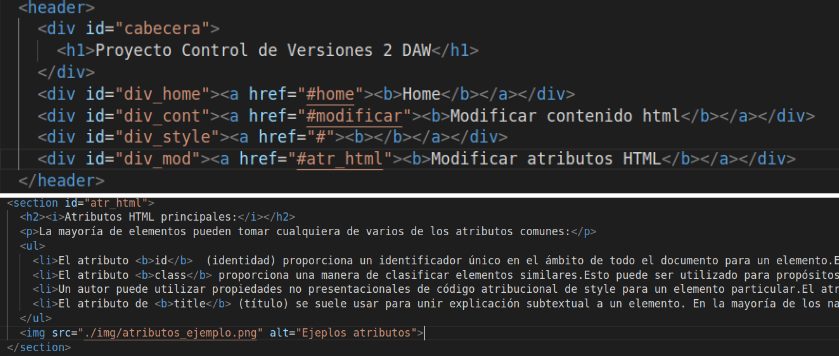 <header>
<div id="cabecera">
<h1>Proyecto Control de Versiones 2 DAW</h1>
</div>
<div id="div_home"><a href="#home"><b>Home</b></a></div>
<div id="div_cont"><a href="#modificar"><b>Modificar contenido html</b></a></div>
<div id="div_style"><a href="#"><b></b></a></div>
<div id="div_mod"><a href="#atr_html"><b>Modificar atributos HTML</b></a></div>
</header>
<section id="atr_html">
<h2><i>Atributos HTML principales:</i></h2>
<p>La mayoría de elementos pueden tomar cualquiera de varios de los atributos comunes:</p>
<ul>
<li>El atributo <b>id</b>  (identidad) proporciona un identificador único en el ámbito de todo el documento para un elemento.E
<li>El atributo <b>class</b> proporciona una manera de clasificar elementos similares.Esto puede ser utilizado para propósitos
<li>Un autor puede utilizar propiedades no presentacionales de código atribucional de style para un elemento particular.El atr
<li>El atributo de <b>title</b> (título) se suele usar para unir explicación subtextual a un elemento. En la mayoría de los na
</ul>
<img src="./img/atributos_ejemplo.png" alt="Ejeplos atributos">
</section>